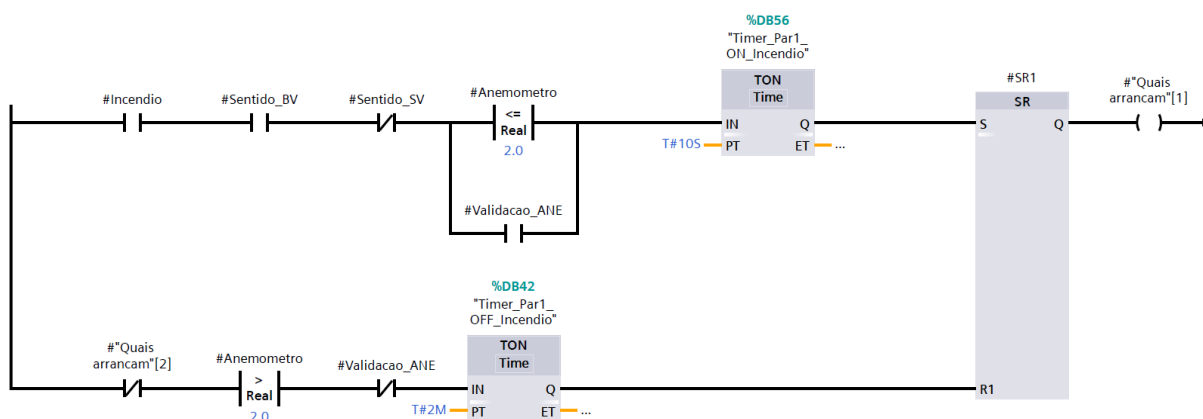 %DB56
"Timer_Par1_
ON_Incendio"
#Incendio
#Sentido_BV
#Sentido_SV
#Anemometro
TON
Time
#SR1
SR
#"Quais
arrancam"[1]
<=
Real
2.0
IN
Q
T#10S
PT
ET
...
S
Q
#Validacao_ANE
%DB42
"Timer_Par1_
OFF_Incendio"
#"Quais
arrancam"[2]
#Anemometro
#Validacao_ANE
TON
Time
>
Real
2.0
IN
Q
T#2M
PT
ET
...
R1